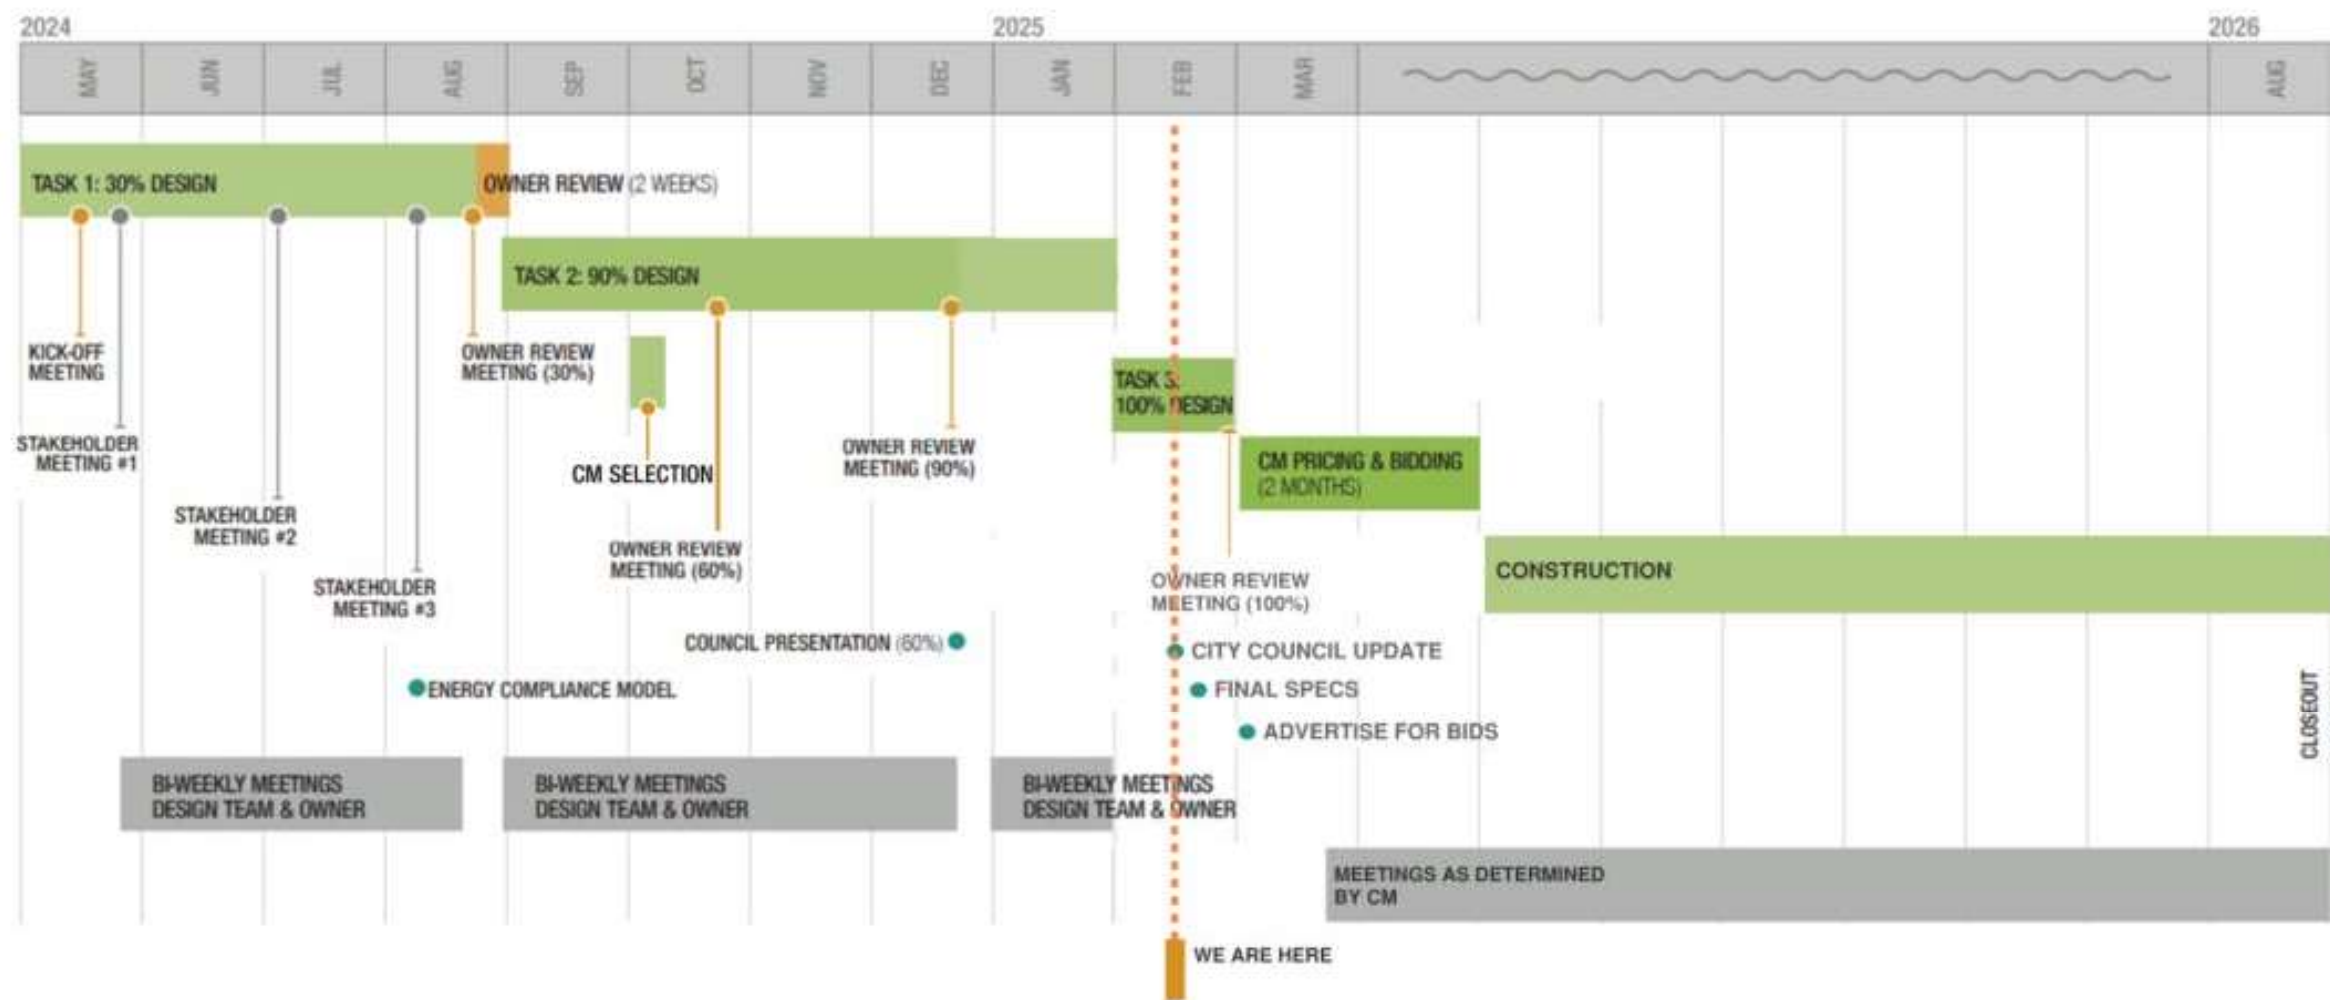 2024
2025
2026
MAY
JUN
JUL
AUG
SEP
OCT
NOV
DEC
JAN
FEB
MAR
AUG
TASK 1: 30% DESIGN
OWNER REVIEW (2 WEEKS)
TASK 2: 90% DESIGN
KICK-OFF
MEETING
OWNER REVIEW
MEETING (30%)
TASK 3:
100% DESIGN
STAKEHOLDER
MEETING #1
CM SELECTION
OWNER REVIEW
MEETING (90%)
CM PRICING & BIDDING
(2 MONTHS)
STAKEHOLDER
MEETING #2
OWNER REVIEW
MEETING (60%)
STAKEHOLDER
MEETING #3
OWNER REVIEW
MEETING (100%)
CONSTRUCTION
COUNCIL PRESENTATION (60%)
CITY COUNCIL UPDATE
ENERGY COMPLIANCE MODEL
FINAL SPECS
ADVERTISE FOR BIDS
CLOSEOUT
BI-WEEKLY MEETINGS
DESIGN TEAM & OWNER
BI-WEEKLY MEETINGS
DESIGN TEAM & OWNER
BI-WEEKLY MEETINGS
DESIGN TEAM & OWNER
MEETINGS AS DETERMINED
BY CM
WE ARE HERE